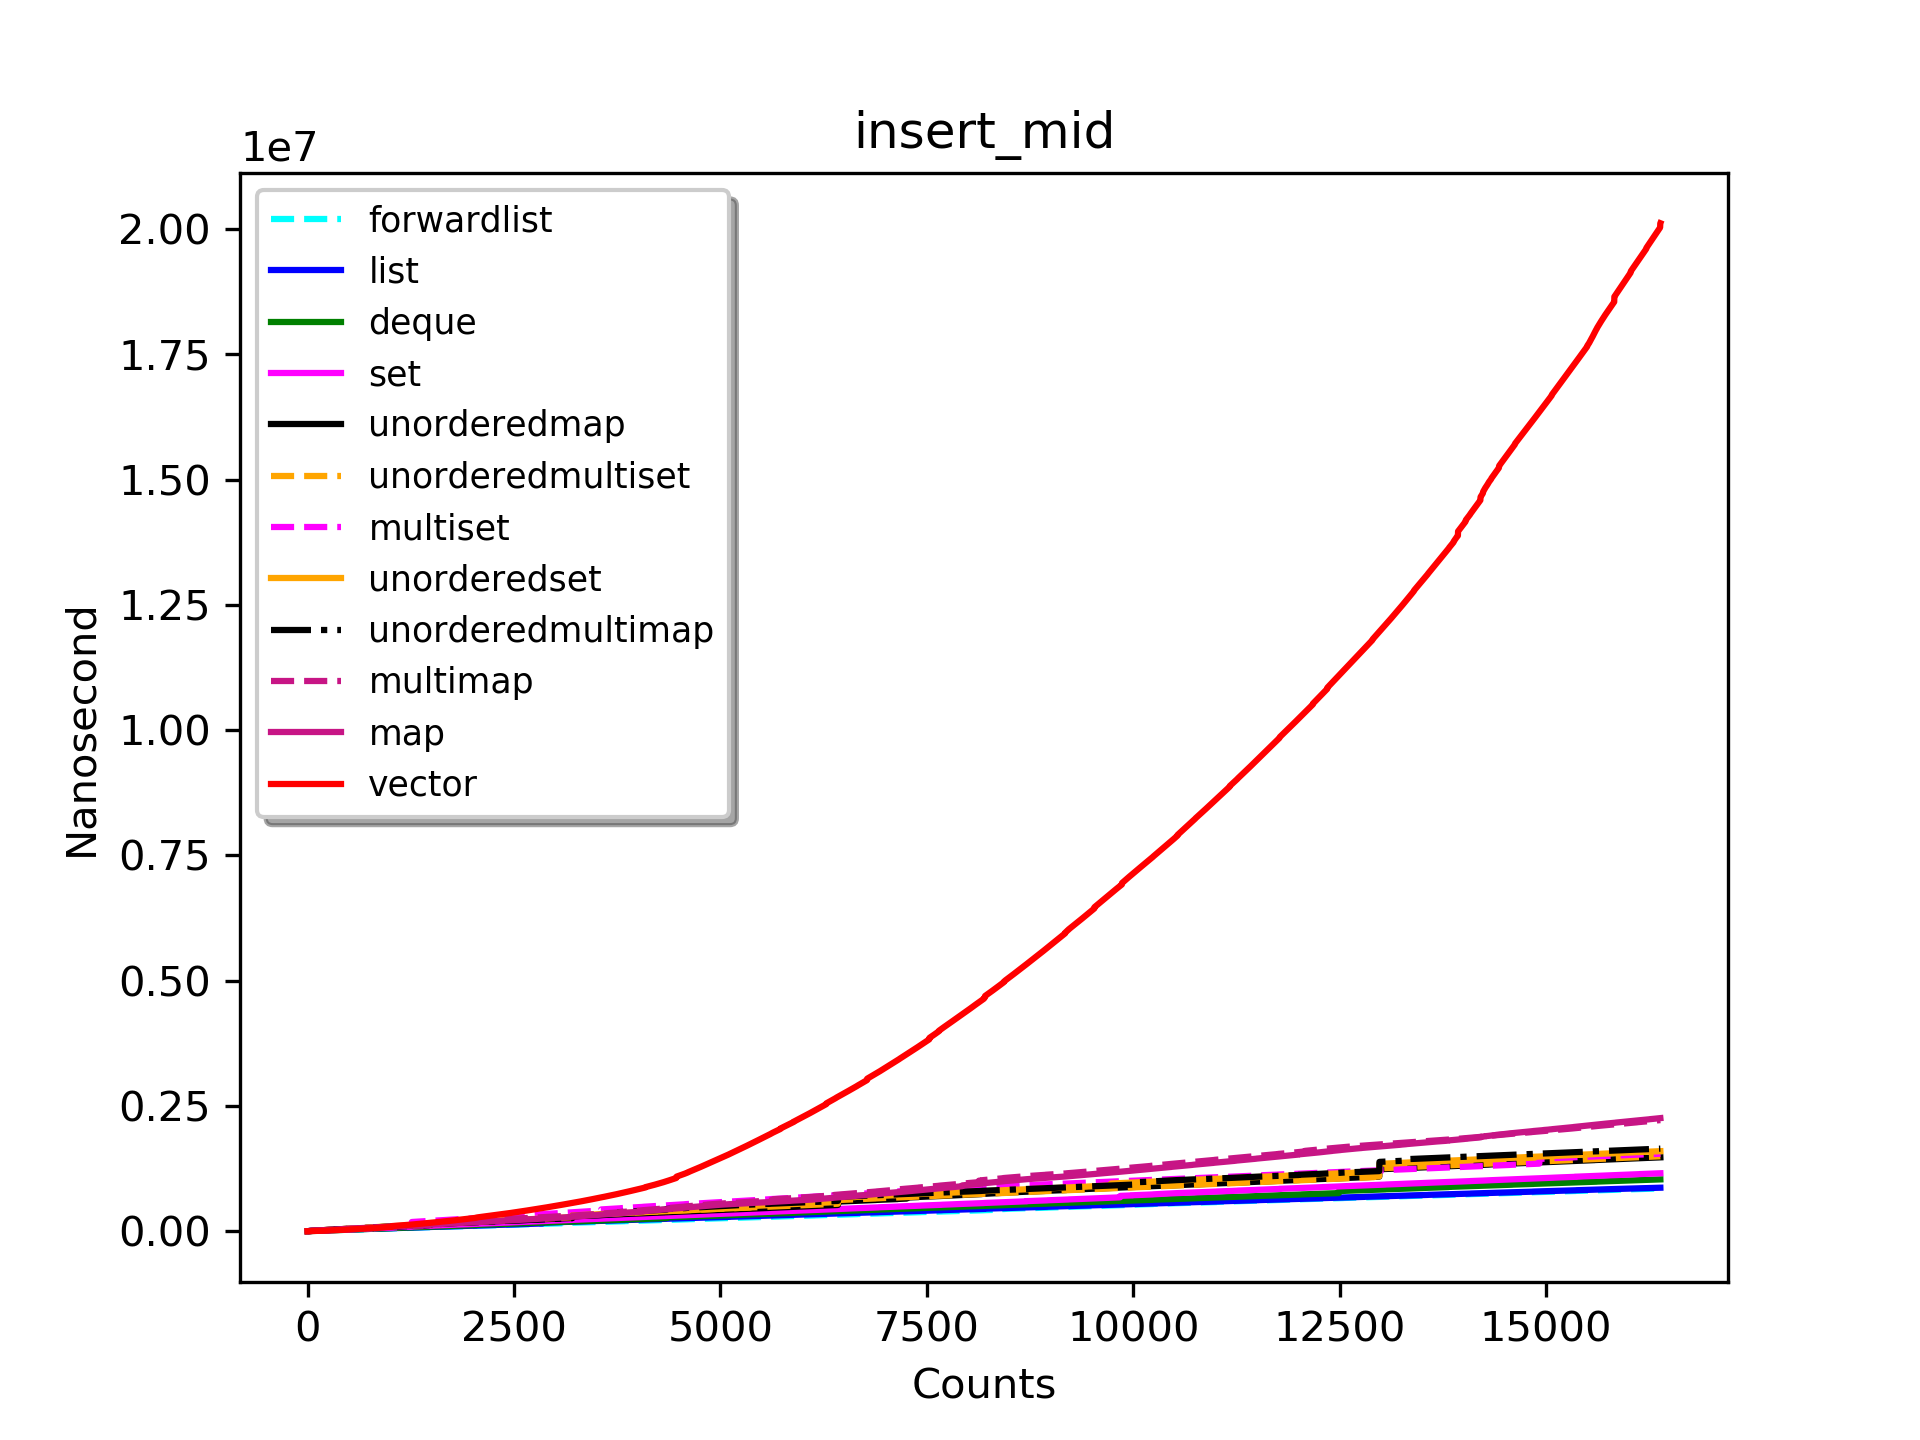 insert_mid
1e7
2.00
1.75
1.50
1.25
1.00
0.75
0.50
0.25
0.00
Nanosecond
forwardlist
list
deque
set
unorderedmap
unorderedmultiset
multiset
unorderedset
unorderedmultimap
multimap
map
vector
0 2500 5000 7500 10000 12500 15000
Counts